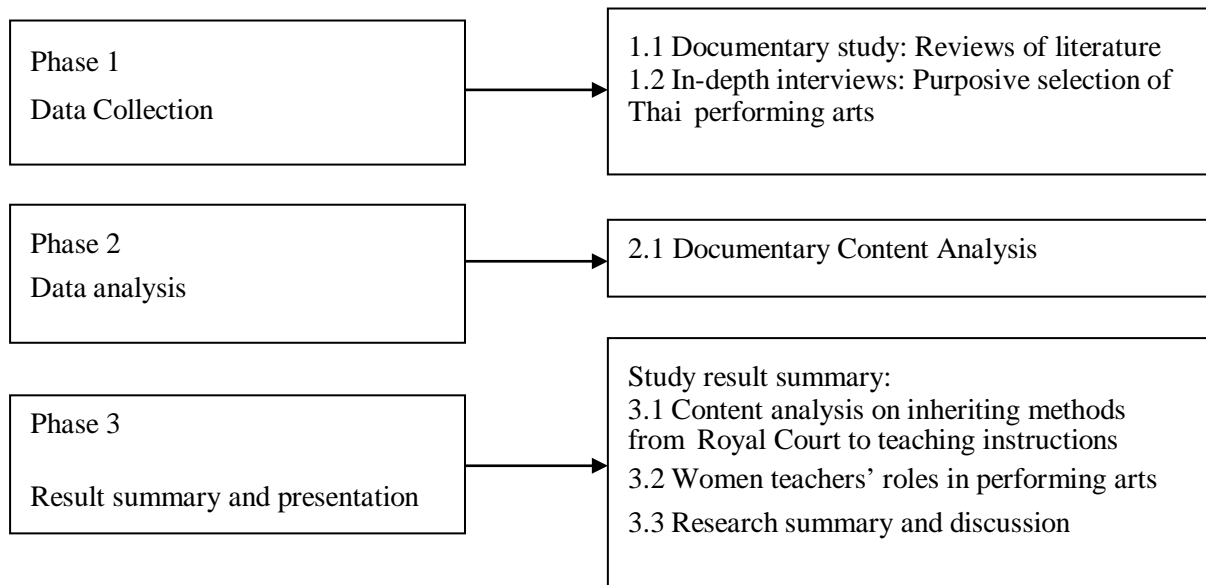 Phase 1
Data Collection
1.1 Documentary study: Reviews of literature
1.2 In-depth interviews: Purposive selection of
Thai performing arts
Phase 2
Data analysis
2.1 Documentary Content Analysis
Phase 3
Result summary and presentation
Study result summary:
3.1 Content analysis on inheriting methods
from Royal Court to teaching instructions
3.2 Women teachers’ roles in performing arts
3.3 Research summary and discussion